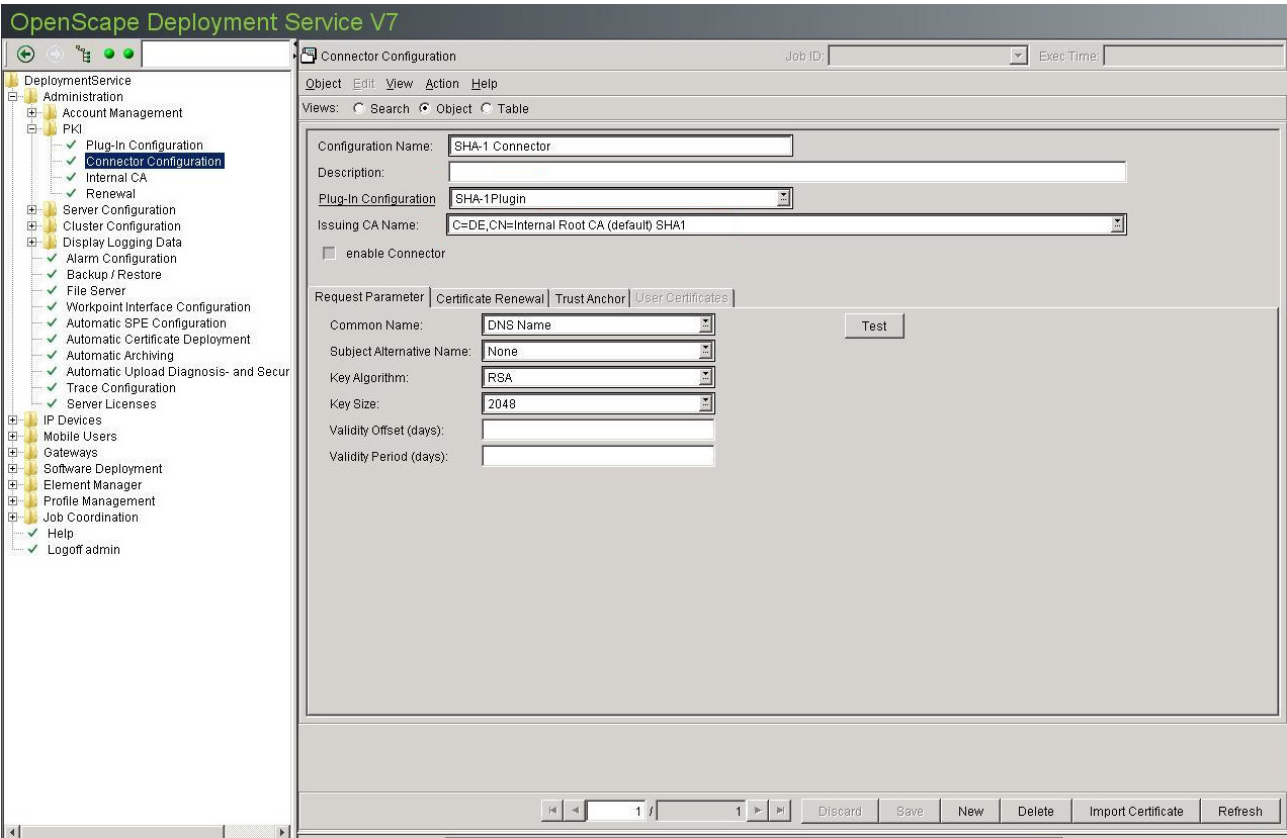 OpenScape Deployment Service V7
DeploymentService
Administration
Account Management
PKI
Plug-In Configuration
Connector Configuration
Internal CA
Renewal
Server Configuration
Cluster Configuration
Display Logging Data
Alarm Configuration
Backup / Restore
File Server
Workpoint Interface Configuration
Automatic SPE Configuration
Automatic Certificate Deployment
Automatic Archiving
Automatic Upload Diagnosis- and Secur
Trace Configuration
Server Licenses
IP Devices
Mobile Users
Gateways
Software Deployment
Element Manager
Profile Management
Job Coordination
Help
Logoff admin
Connector Configuration Job ID: Exec Time:
Object Edit View Action Help
Views: Search Object Table
Configuration Name: SHA-1 Connector
Description:
Plug-In Configuration SHA-1Plugin
Issuing CA Name: C=DE,CN=Internal Root CA (default) SHA1
enable Connector
Request Parameter Certificate Renewal Trust Anchor User Certificates
Common Name: DNS Name Test
Subject Alternative Name: None
Key Algorithm: RSA
Key Size: 2048
Validity Offset (days):
Validity Period (days):
1 / 1 Discard Save New Delete Import Certificate Refresh